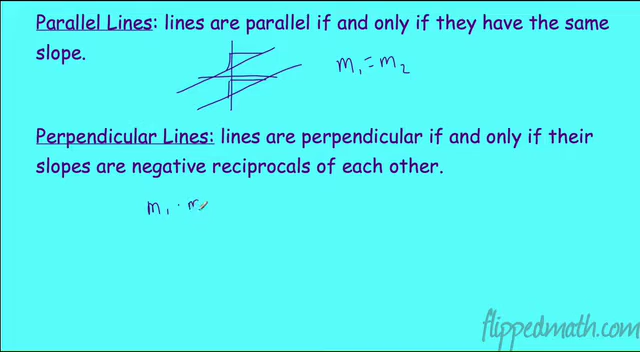 Parallel Lines: lines are parallel if and only if they have the same
slope.
m₁ = m₂
Perpendicular Lines: lines are perpendicular if and only if their
slopes are negative reciprocals of each other.
m₁ · m
flippedmath.com